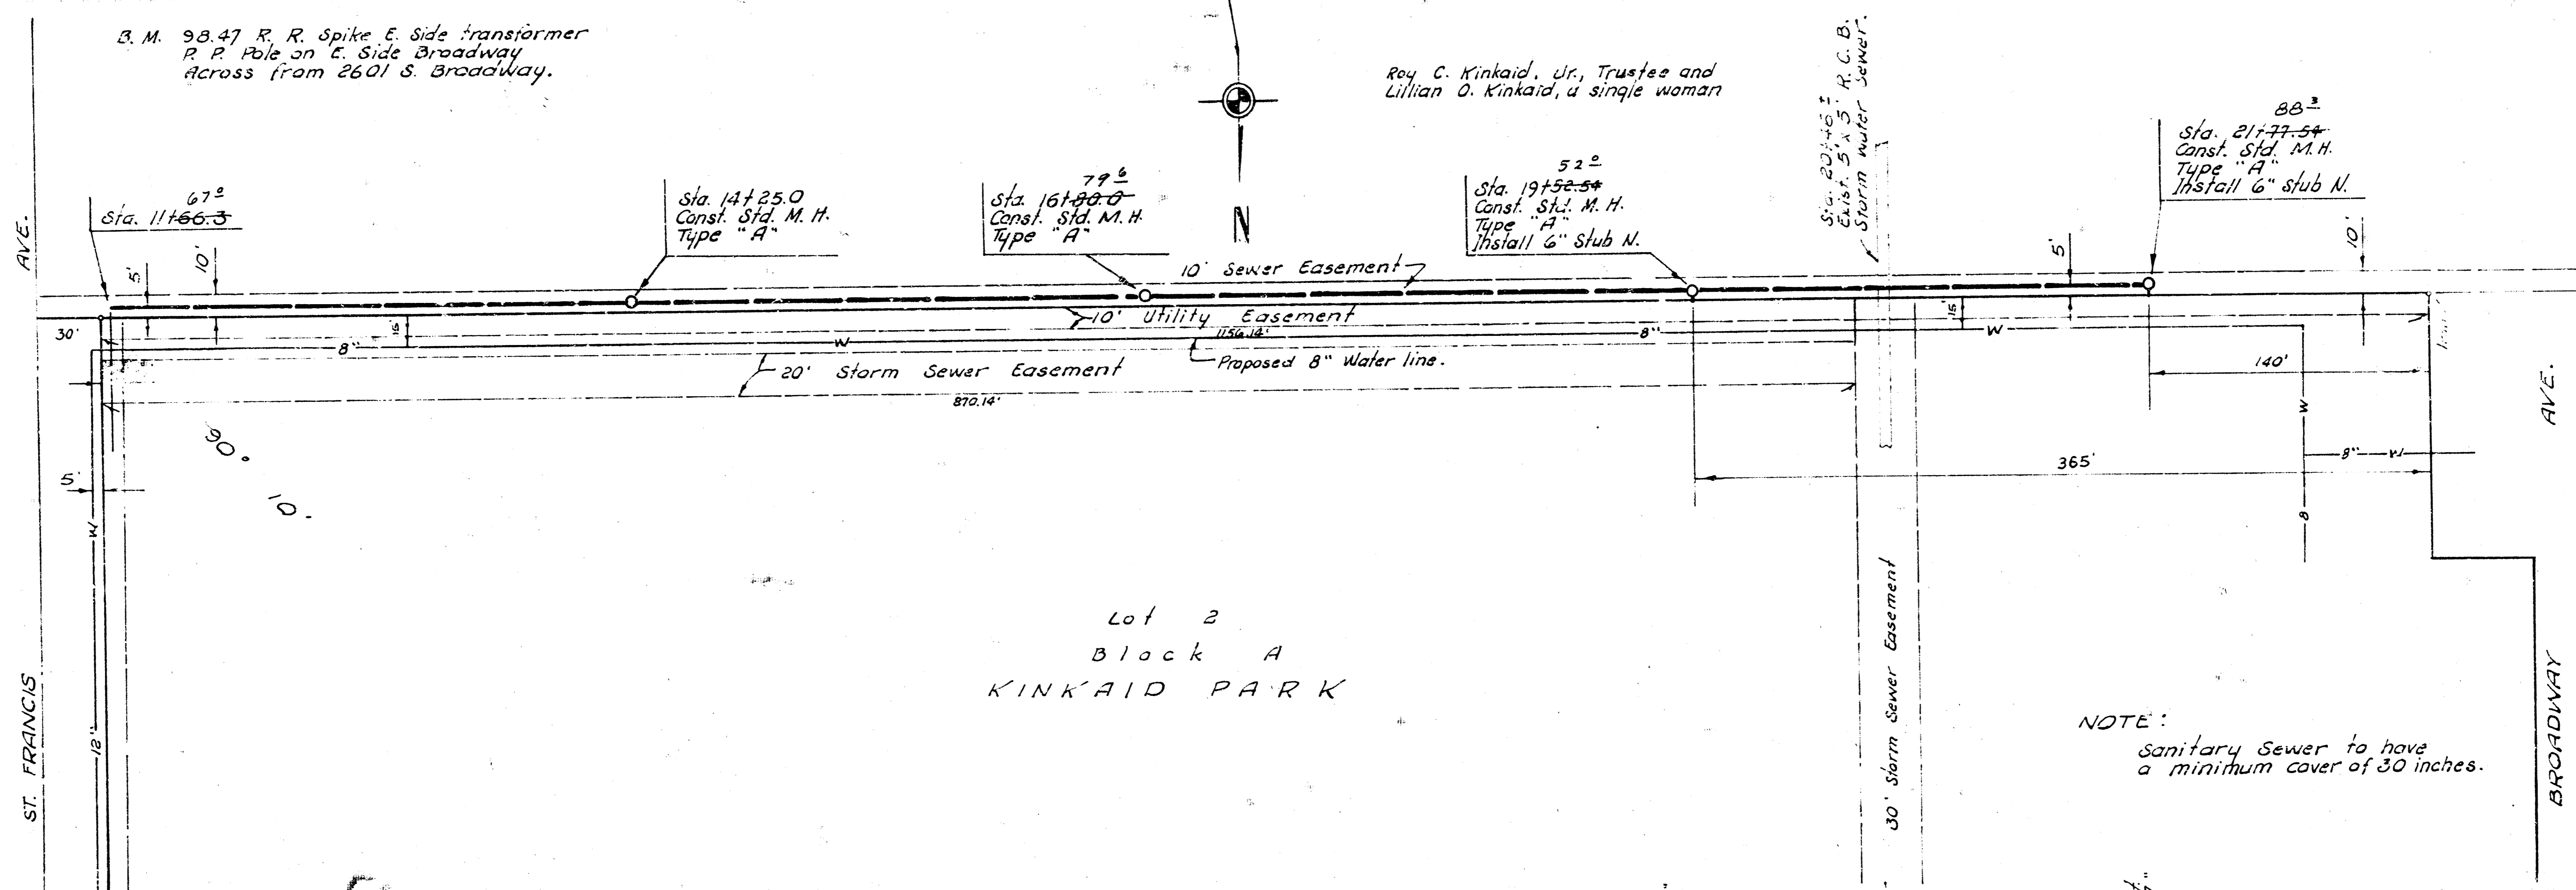 B. M. 98.47 R. R. Spike E. Side transformer
P. P. Pole on E. Side Broadway
Across from 2601 S. Broadway.
Roy C. Kinkaid, Jr., Trustee and
Lillian O. Kinkaid, a single woman
Sta. 20+46±
Exist. 5' x 5' R. C. B.
Storm Water Sewer.
67⁰
Sta. 11+66.3
Sta. 14+25.0
Const. Std. M. H.
Type "A"
79⁶
Sta. 16+80.0
Const. Std. M. H.
Type "A"
N
52⁰
Sta. 19+52.54
Const. Std. M. H.
Type "A"
Install 6" Stub N.
88³
Sta. 21+77.54
Const. Std. M. H.
Type "A"
Install 6" Stub N.
AVE.
5'
10'
10' Sewer Easement
5'
10'
30'
15'
10' Utility Easement
15'
8"
W
1156.14'
8"
W
Proposed 8" Water line.
20' Storm Sewer Easement
870.14'
140'
W
AVE.
90.
10.
365'
8" W
5'
W
8
30' Storm Sewer Easement
Lot 2
Block A
KINKAID PARK
12"
ST. FRANCIS
NOTE:
Sanitary Sewer to have
a minimum cover of 30 inches.
BROADWAY